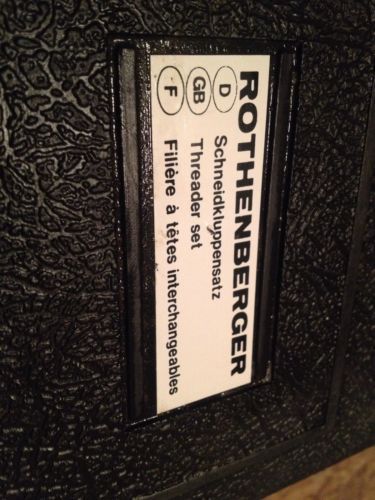 ROTHENBERGER
D Schneidkluppensatz
GB Threader set
F Filière à têtes interchangeables